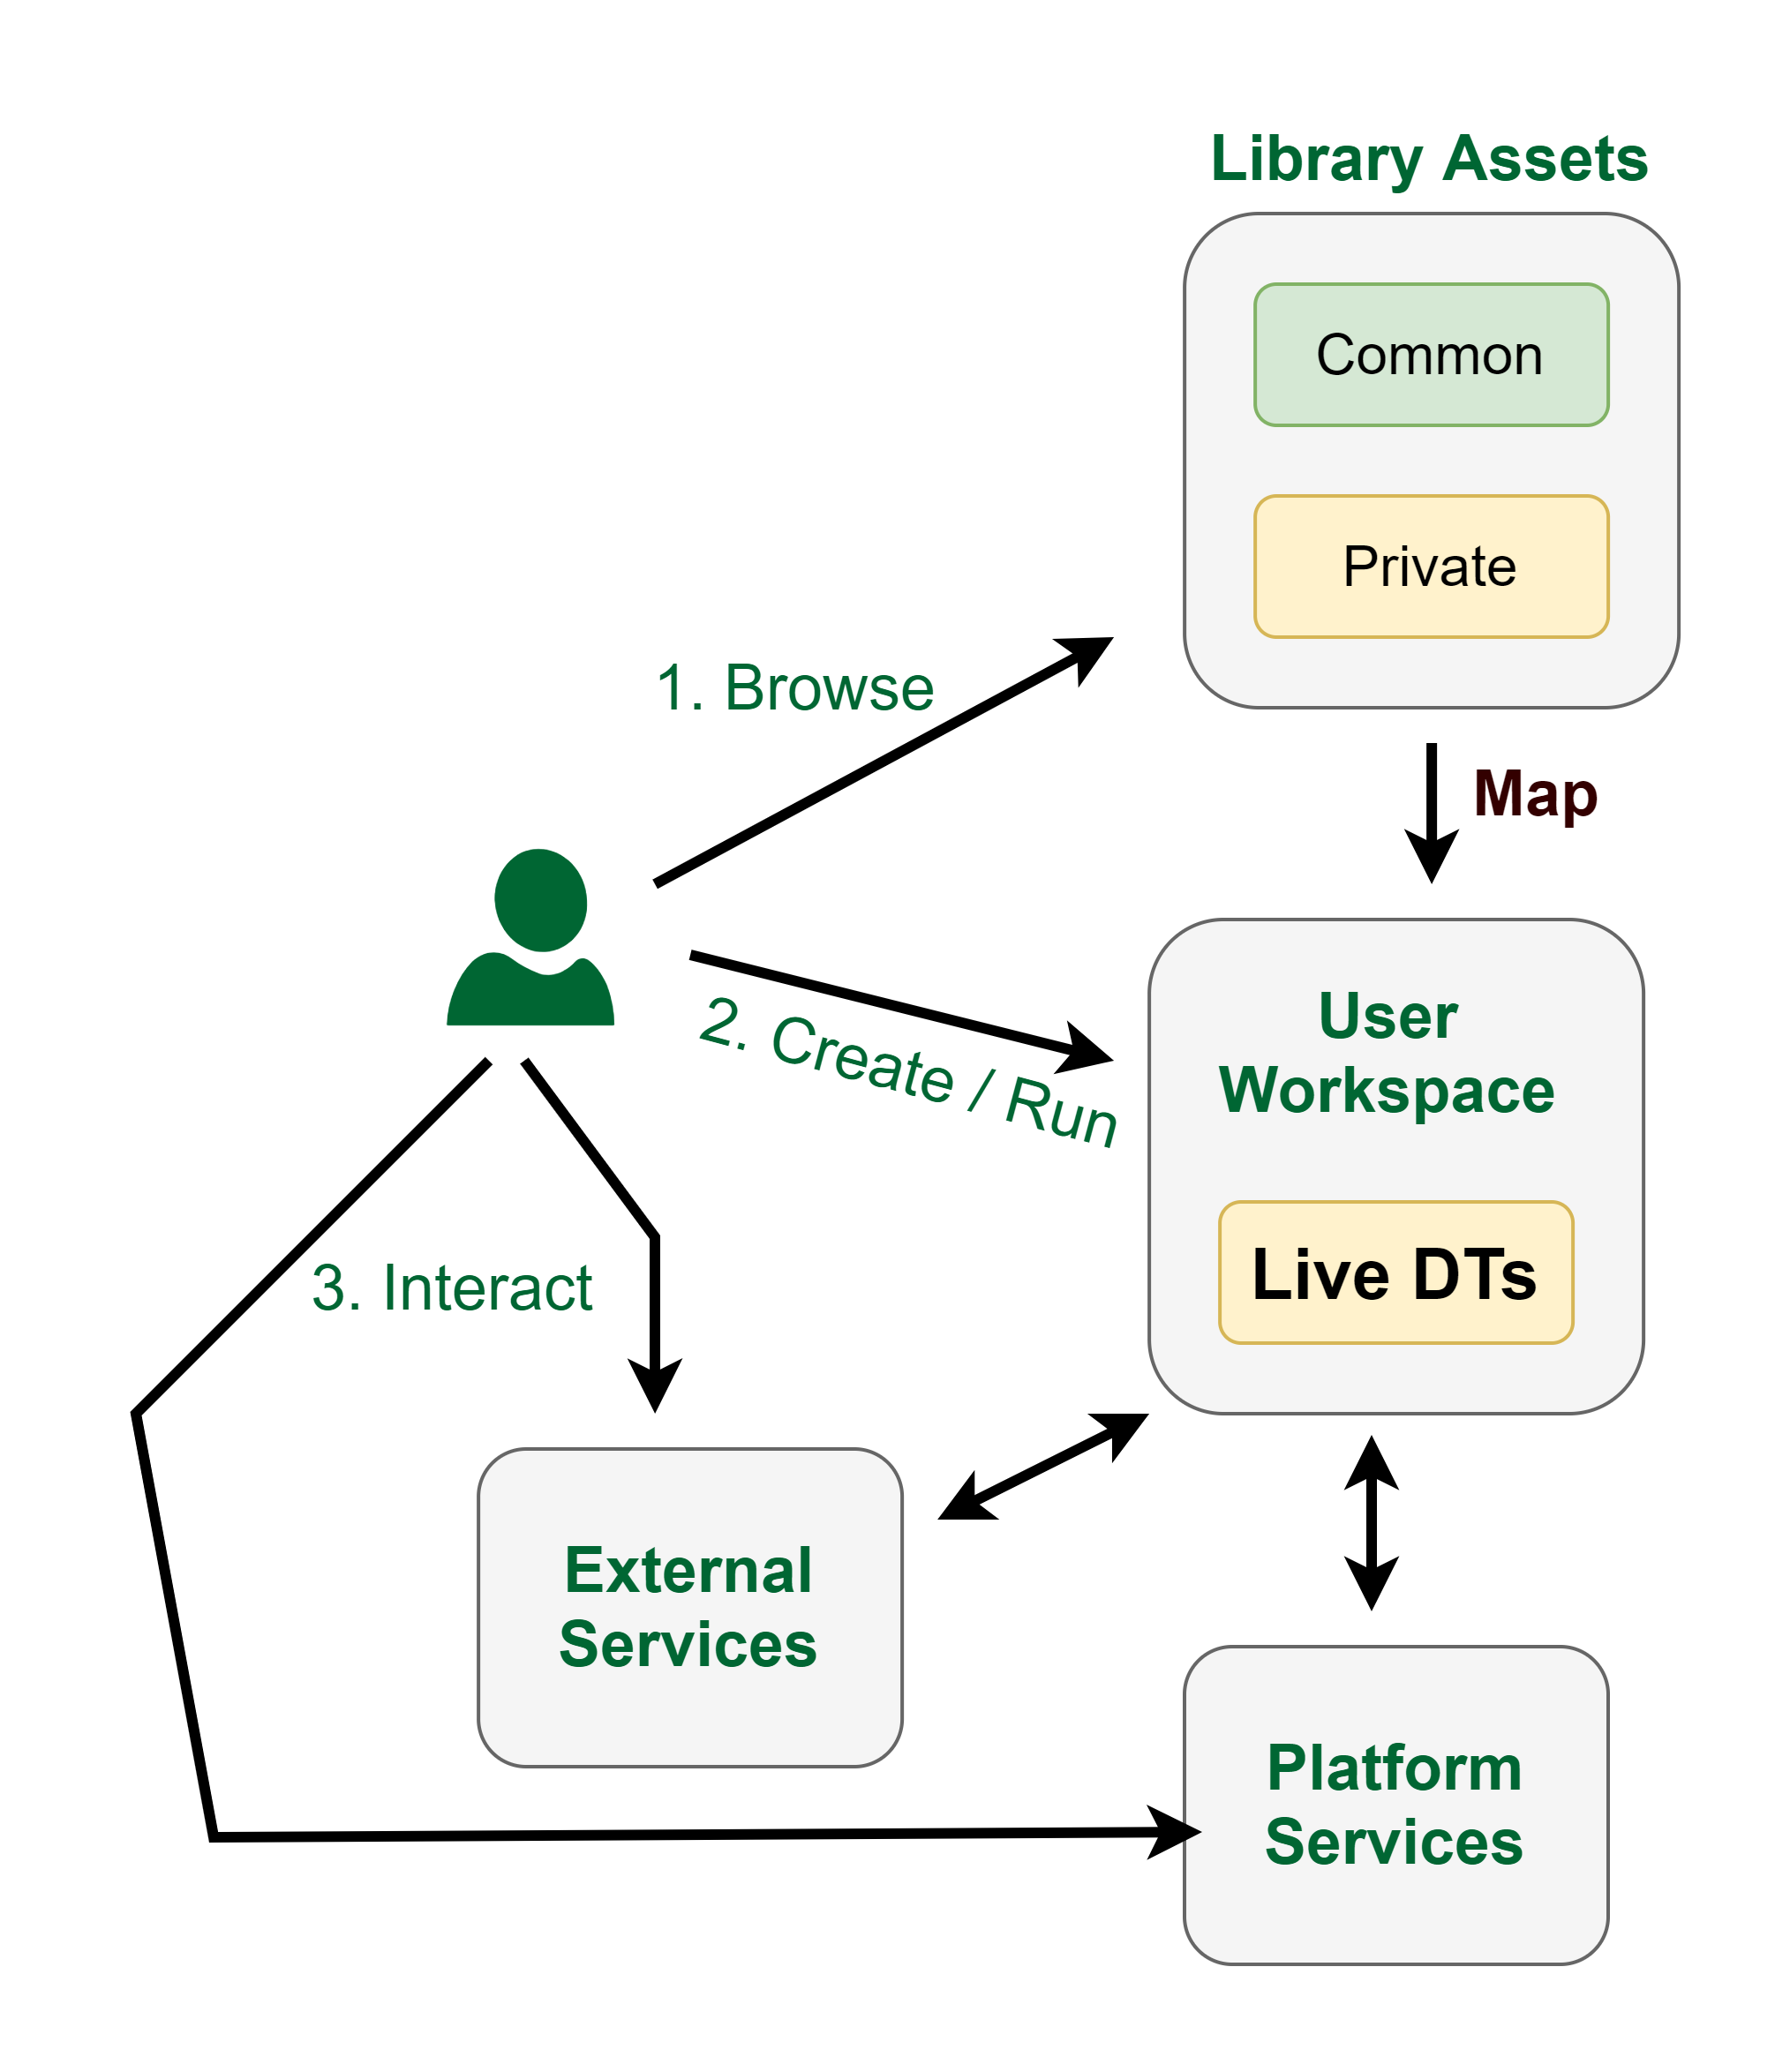 Library Assets
Common
Private
1. Browse
Map
2. Create / Run
User
Workspace
Live DTs
3. Interact
External
Services
Platform
Services